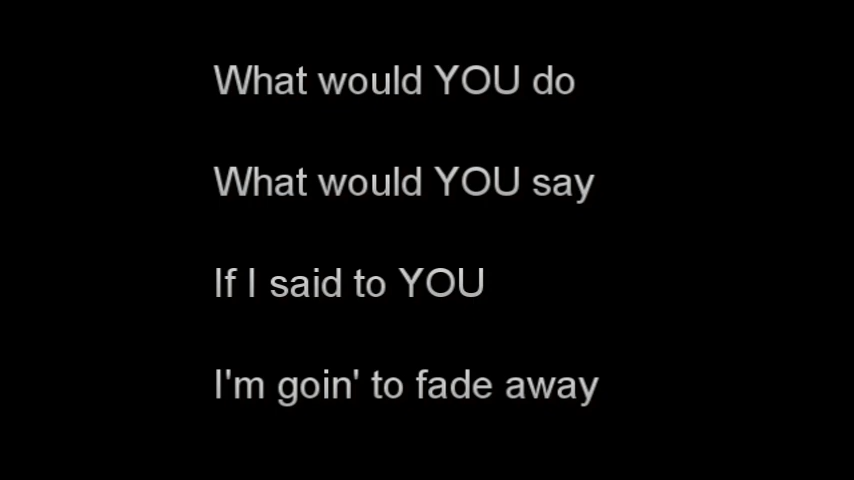 What would YOU do
What would YOU say
If I said to YOU
I'm goin' to fade away